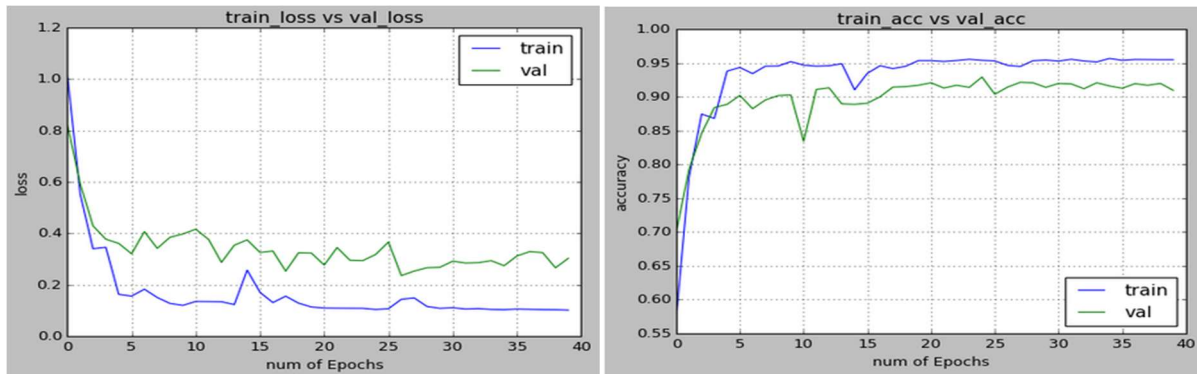 train_loss vs val_loss
1.2
1.0
0.8
0.6
0.4
0.2
0.0
loss
train
val
0 5 10 15 20 25 30 35 40
num of Epochs
train_acc vs val_acc
1.00
0.95
0.90
0.85
0.80
0.75
0.70
0.65
0.60
0.55
accuracy
train
val
0 5 10 15 20 25 30 35 40
num of Epochs